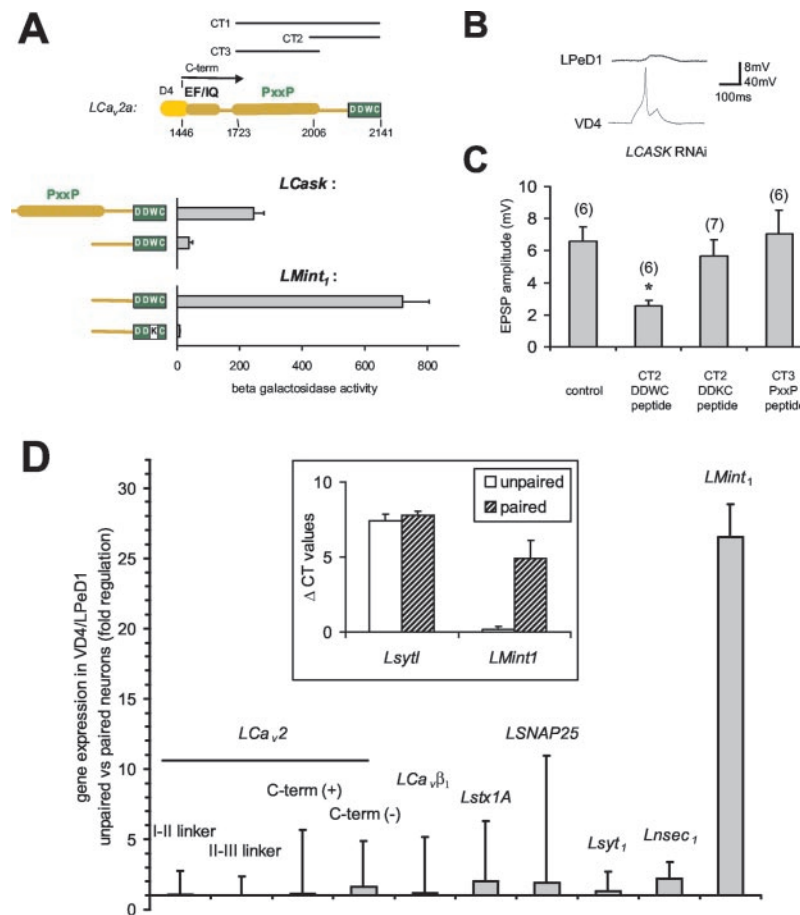 A
CT1
CT2
CT3
C-term
D4 EF/IQ PxxP
LCav2a: DDWC
1446 1723 2006 2141
LCask :
PxxP
DDWC
DDWC
LMint1 :
DDWC
DDKC
0 200 400 600 800
beta galactosidase activity
B
LPeD1
8mV
40mV
100ms
VD4
LCASK RNAi
C
EPSP amplitude (mV)
10
8
6
4
2
0
(6)
(6)
*
(7)
(6)
control
CT2 DDWC peptide
CT2 DDKC peptide
CT3 PxxP peptide
D
gene expression in VD4/LPeD1
unpaired vs paired neurons (fold regulation)
30
25
20
15
10
5
0
unpaired
paired
Δ CT values
10
5
0
LsytI LMint1
LCav2
I-II linker
II-III linker
C-term (+)
C-term (-)
LCavβ1
Lstx1A
LSNAP25
Lsyt1
Lnsec1
LMint1